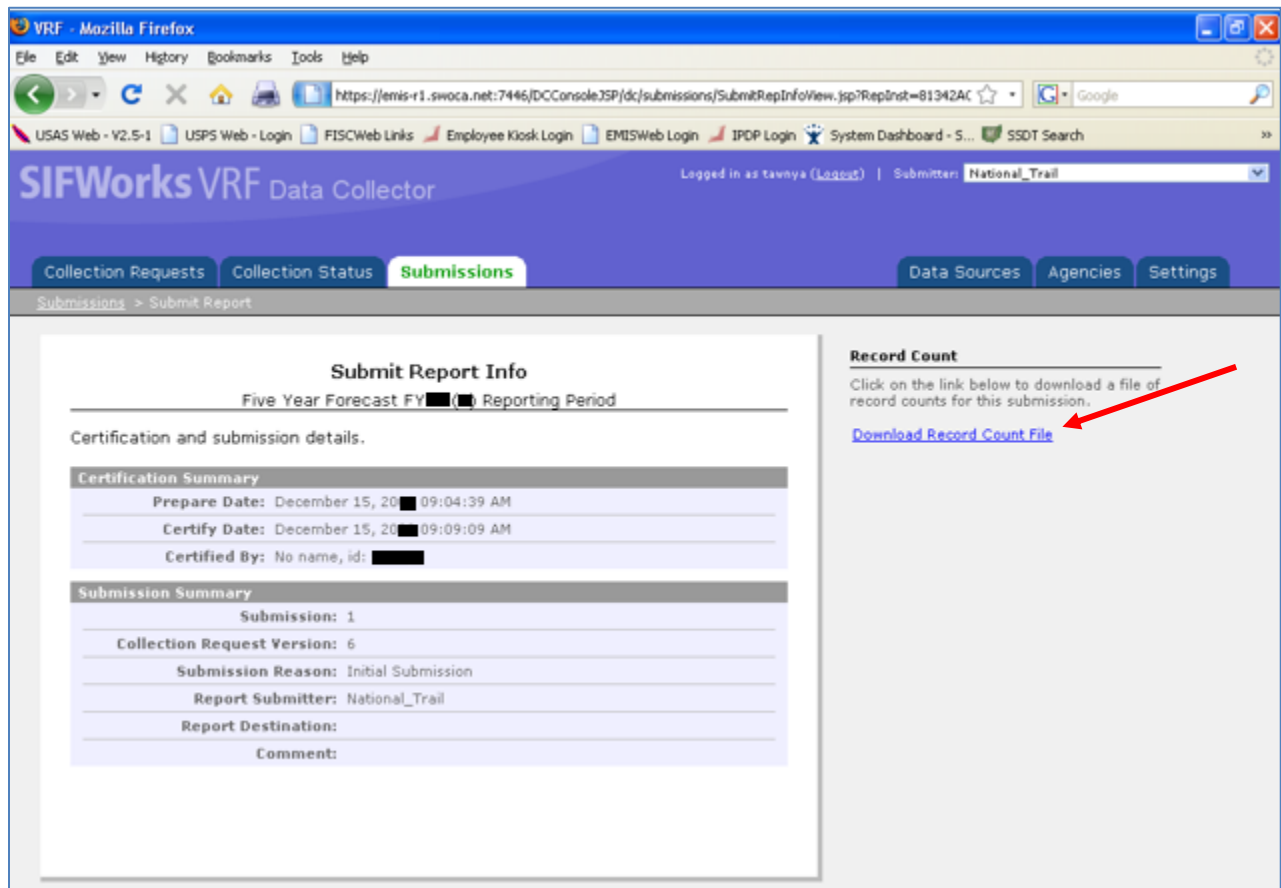 VRF - Mozilla Firefox
File Edit View History Bookmarks Tools Help
https://emis-r1.swoca.net:7446/DCConsoleJSP/dc/submissions/SubmitRepInfoView.jsp?RepInst=81342AC
G Google
USAS Web - V2.5-1 USPS Web - Login FISCWeb Links Employee Kiosk Login EMISWeb Login IPDP Login System Dashboard - S... SSDT Search »
SIFWorks VRF Data Collector
Logged in as tawnya (Logout) | Submitter: National_Trail
Collection Requests Collection Status Submissions Data Sources Agencies Settings
Submissions > Submit Report
Submit Report Info
Five Year Forecast FY ( ) Reporting Period
Certification and submission details.
Certification Summary
Prepare Date: December 15, 20 09:04:39 AM
Certify Date: December 15, 20 09:09:09 AM
Certified By: No name, id:
Submission Summary
Submission: 1
Collection Request Version: 6
Submission Reason: Initial Submission
Report Submitter: National_Trail
Report Destination:
Comment:
Record Count
Click on the link below to download a file of
record counts for this submission.
Download Record Count File